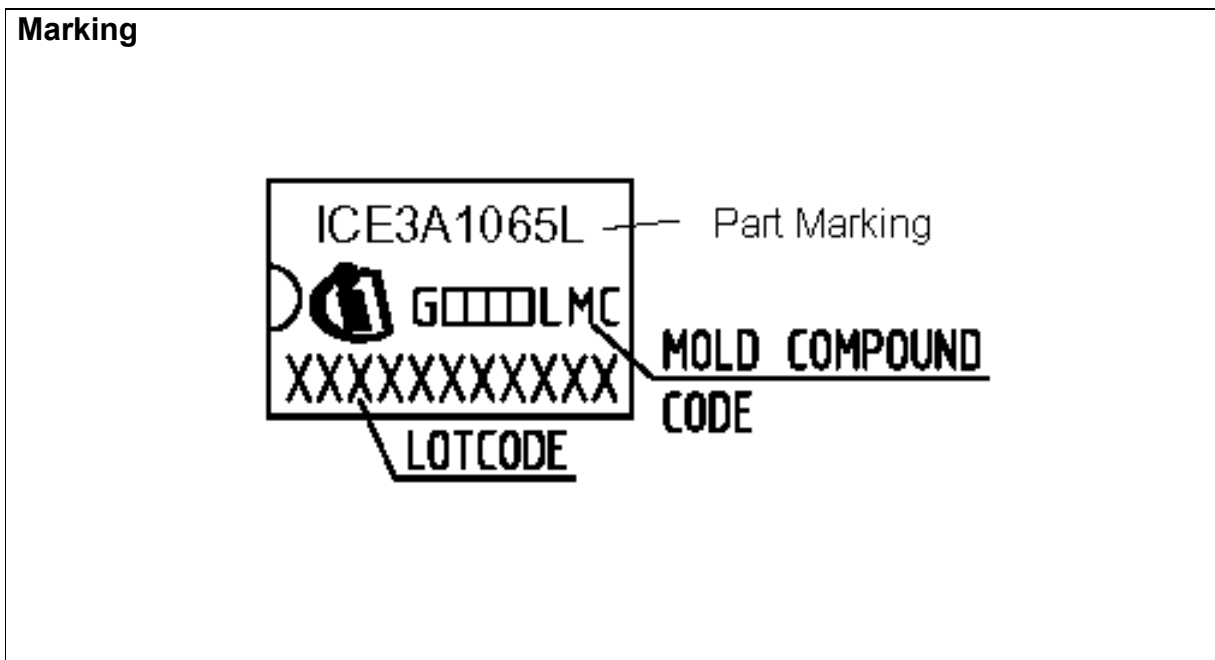 Marking
ICE3A1065L
Part Marking
G□□□□LMC
XXXXXXXXXXX
MOLD COMPOUND
CODE
LOTCODE